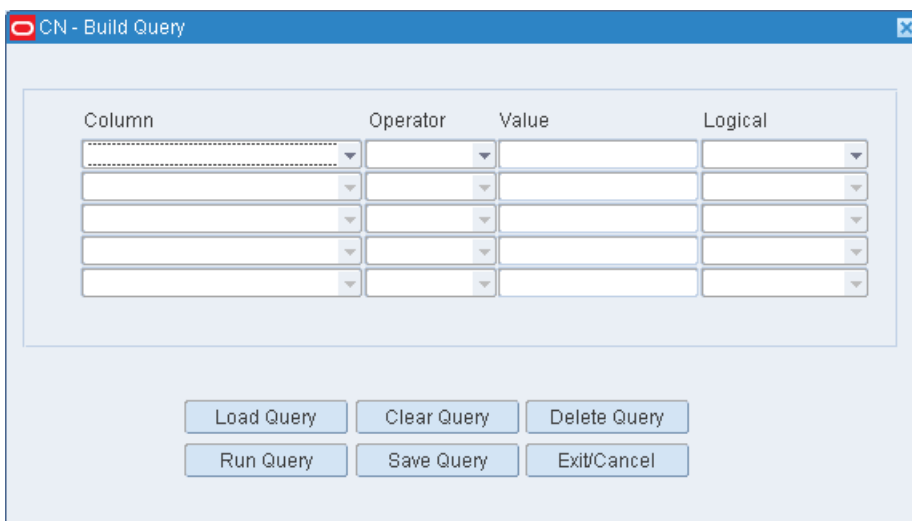 CN - Build Query
Column Operator Value Logical
Load Query Clear Query Delete Query
Run Query Save Query Exit/Cancel